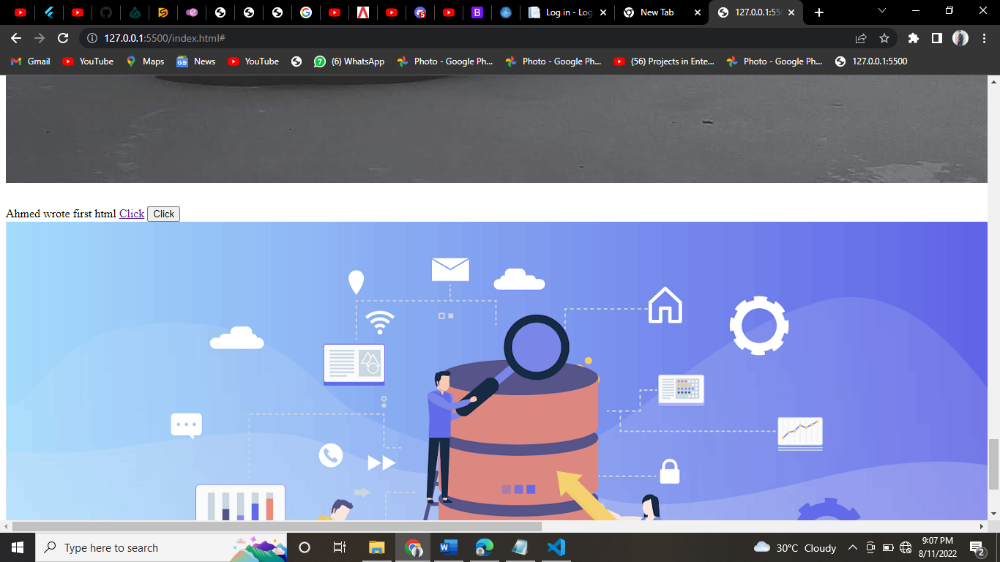 Log in - Log
New Tab
127.0.0.1:550
127.0.0.1:5500/index.html#
Gmail
YouTube
Maps
News
YouTube
(6) WhatsApp
Photo - Google Ph...
Photo - Google Ph...
(56) Projects in Ente...
Photo - Google Ph...
127.0.0.1:5500
Ahmed wrote first html Click Click
Type here to search
30°C Cloudy
9:07 PM
8/11/2022
2